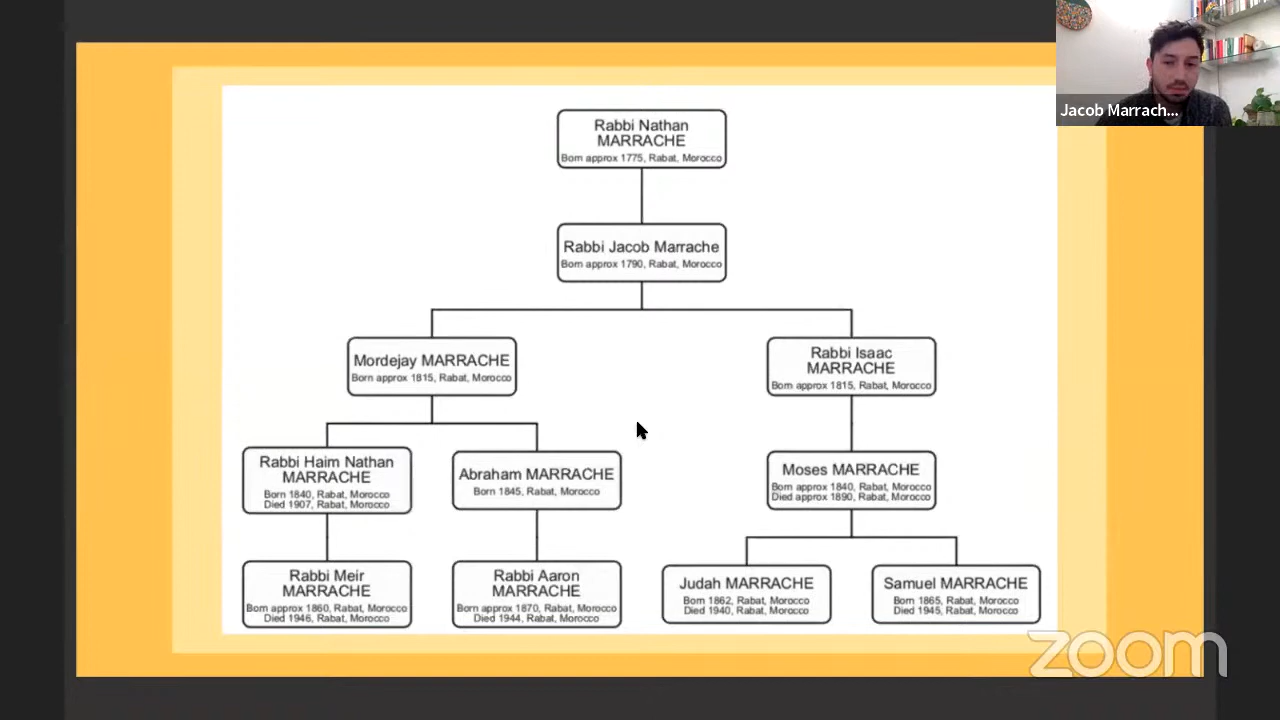 Jacob Marrach...
Rabbi Nathan
MARRACHE
Born approx 1775, Rabat, Morocco
Rabbi Jacob Marrache
Born approx 1790, Rabat, Morocco
Mordejay MARRACHE
Born approx 1815, Rabat, Morocco
Rabbi Isaac
MARRACHE
Born approx 1815, Rabat, Morocco
Rabbi Haim Nathan
MARRACHE
Born 1840, Rabat, Morocco
Died 1907, Rabat, Morocco
Abraham MARRACHE
Born 1845, Rabat, Morocco
Moses MARRACHE
Born approx 1840, Rabat, Morocco
Died approx 1890, Rabat, Morocco
Rabbi Meir
MARRACHE
Born approx 1860, Rabat, Morocco
Died 1946, Rabat, Morocco
Rabbi Aaron
MARRACHE
Born approx 1870, Rabat, Morocco
Died 1944, Rabat, Morocco
Judah MARRACHE
Born 1862, Rabat, Morocco
Died 1940, Rabat, Morocco
Samuel MARRACHE
Born 1865, Rabat, Morocco
Died 1945, Rabat, Morocco
zoom